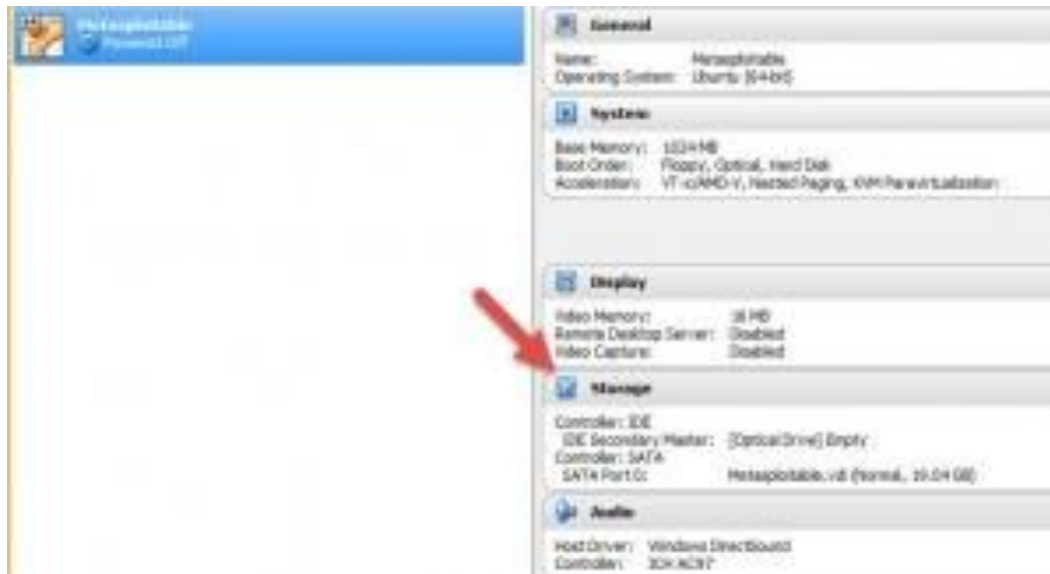 Metasploitable
Powered Off
General
Name: Metasploitable
Operating System: Ubuntu (64-bit)
System
Base Memory: 1024 MB
Boot Order: Floppy, Optical, Hard Disk
Acceleration: VT-x/AMD-V, Nested Paging, KVM Paravirtualization
Display
Video Memory: 16 MB
Remote Desktop Server: Disabled
Video Capture: Disabled
Storage
Controller: IDE
IDE Secondary Master: [Optical Drive] Empty
Controller: SATA
SATA Port 0: Metasploitable.vdi (Normal, 19.04 GB)
Audio
Host Driver: Windows DirectSound
Controller: ICH AC97